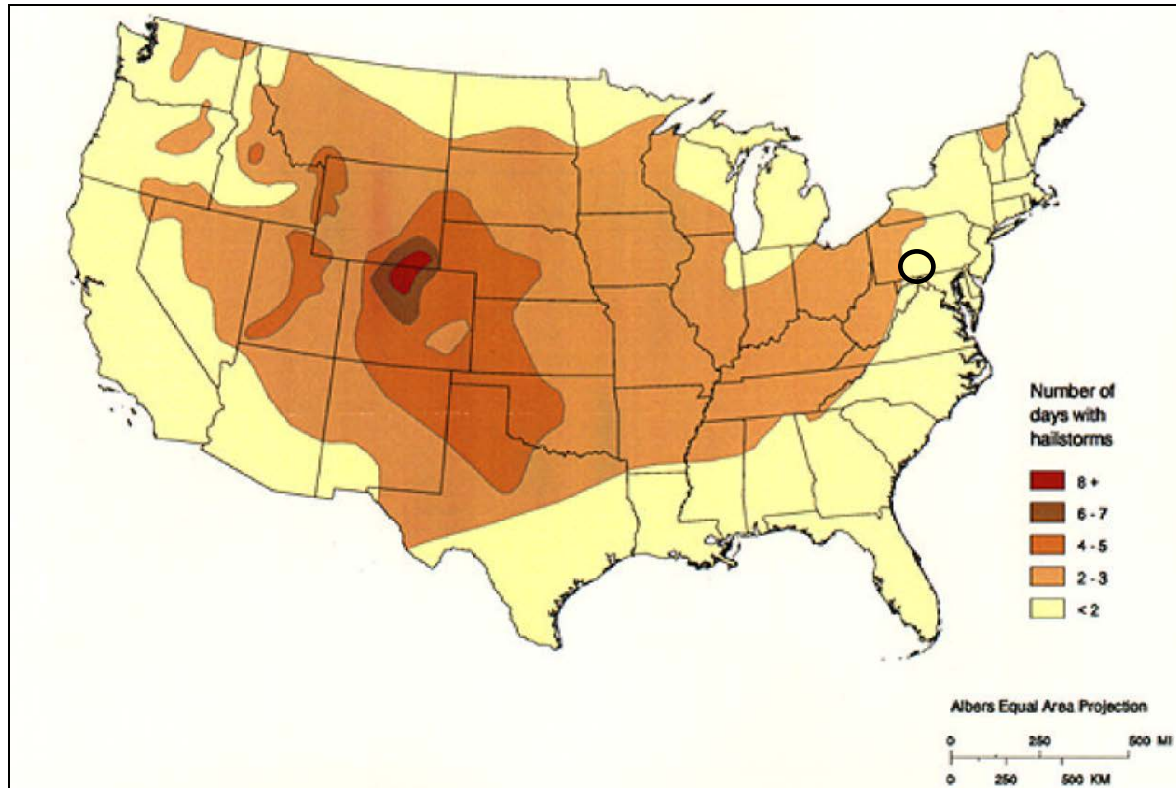 Number of
days with
hailstorms
8 +
6 - 7
4 - 5
2 - 3
< 2
Albers Equal Area Projection
0 250 500 MI
0 250 500 KM